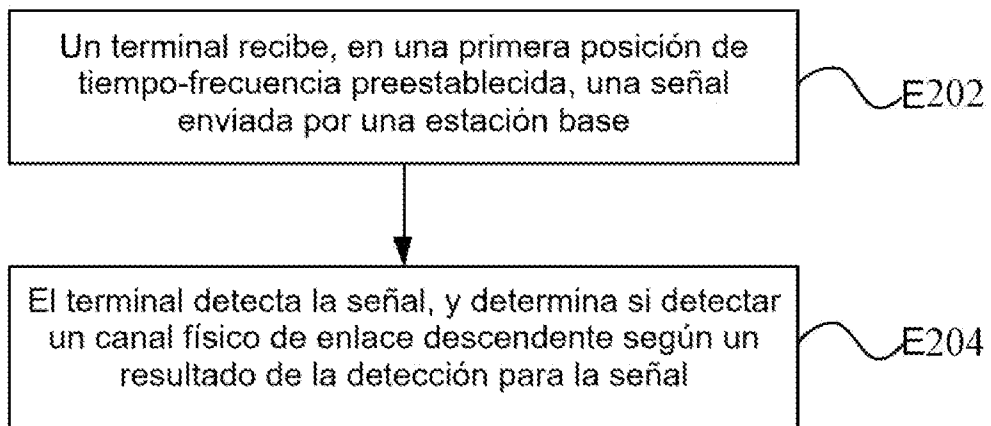 Un terminal recibe, en una primera posición de
tiempo-frecuencia preestablecida, una señal
enviada por una estación base
E202
El terminal detecta la señal, y determina si detectar
un canal físico de enlace descendente según un
resultado de la detección para la señal
E204